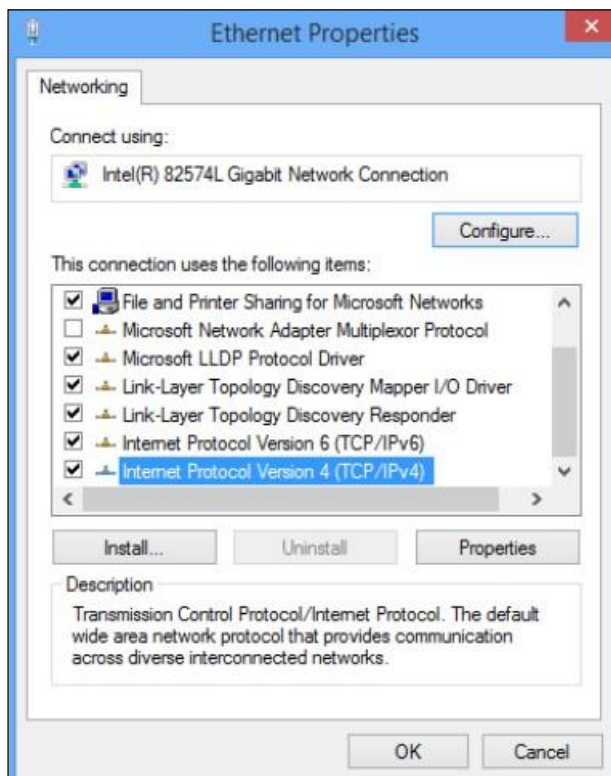 Ethernet Properties
Networking
Connect using:
Intel(R) 82574L Gigabit Network Connection
Configure...
This connection uses the following items:
File and Printer Sharing for Microsoft Networks
Microsoft Network Adapter Multiplexor Protocol
Microsoft LLDP Protocol Driver
Link-Layer Topology Discovery Mapper I/O Driver
Link-Layer Topology Discovery Responder
Internet Protocol Version 6 (TCP/IPv6)
Internet Protocol Version 4 (TCP/IPv4)
Install... Uninstall Properties
Description
Transmission Control Protocol/Internet Protocol. The default
wide area network protocol that provides communication
across diverse interconnected networks.
OK Cancel